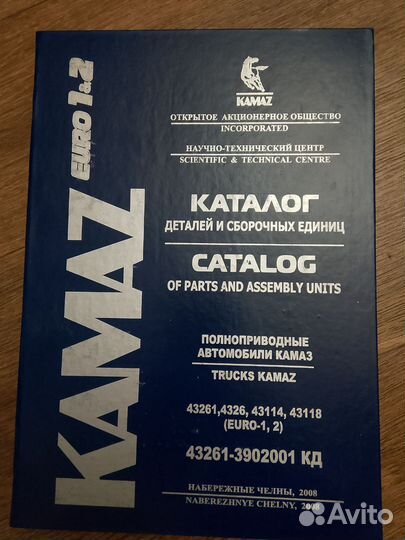 KAMAZ EURO 1&2
KAMAZ
ОТКРЫТОЕ АКЦИОНЕРНОЕ ОБЩЕСТВО
INCORPORATED
НАУЧНО-ТЕХНИЧЕСКИЙ ЦЕНТР
SCIENTIFIC & TECHNICAL CENTRE
КАТАЛОГ
ДЕТАЛЕЙ И СБОРОЧНЫХ ЕДИНИЦ
CATALOG
OF PARTS AND ASSEMBLY UNITS
ПОЛНОПРИВОДНЫЕ
АВТОМОБИЛИ КАМАЗ
TRUCKS KAMAZ
43261,4326, 43114, 43118
(EURO-1, 2)
43261-3902001 КД
НАБЕРЕЖНЫЕ ЧЕЛНЫ, 2008
NABEREZHNYE CHELNY, 2008
Avito